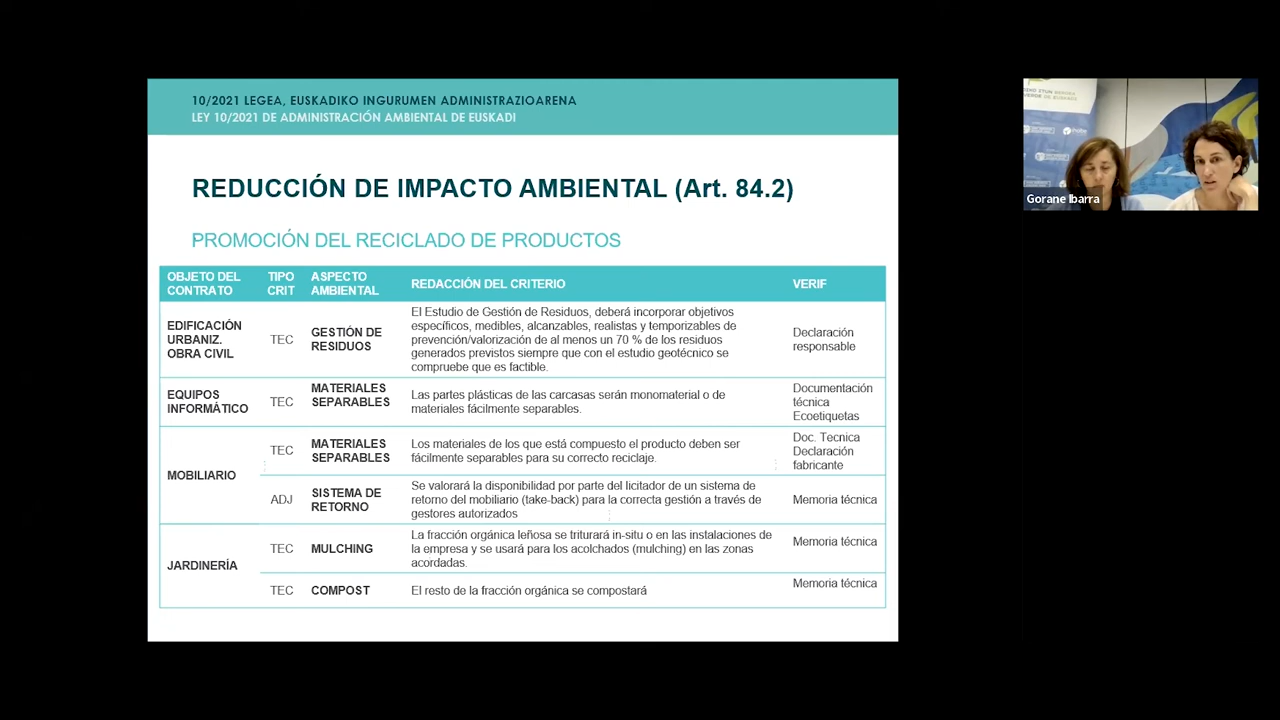 10/2021 LEGEA, EUSKADIKO INGURUMEN ADMINISTRAZIOARENA
LEY 10/2021 DE ADMINISTRACIÓN AMBIENTAL DE EUSKADI
REDUCCIÓN DE IMPACTO AMBIENTAL (Art. 84.2)
PROMOCIÓN DEL RECICLADO DE PRODUCTOS
OBJETO DEL
CONTRATO
TIPO
CRIT
ASPECTO
AMBIENTAL
REDACCIÓN DEL CRITERIO
VERIF
EDIFICACIÓN
URBANIZ.
OBRA CIVIL
TEC
GESTIÓN DE
RESIDUOS
El Estudio de Gestión de Residuos, deberá incorporar objetivos
específicos, medibles, alcanzables, realistas y temporizables de
prevención/valorización de al menos un 70 % de los residuos
generados previstos siempre que con el estudio geotécnico se
compruebe que es factible.
Declaración
responsable
EQUIPOS
INFORMÁTICO
TEC
MATERIALES
SEPARABLES
Las partes plásticas de las carcasas serán monomaterial o de
materiales fácilmente separables.
Documentación
técnica
Ecoetiquetas
MOBILIARIO
TEC
MATERIALES
SEPARABLES
Los materiales de los que está compuesto el producto deben ser
fácilmente separables para su correcto reciclaje.
Doc. Tecnica
Declaración
fabricante
ADJ
SISTEMA DE
RETORNO
Se valorará la disponibilidad por parte del licitador de un sistema de
retorno del mobiliario (take-back) para la correcta gestión a través de
gestores autorizados
Memoria técnica
JARDINERÍA
TEC
MULCHING
La fracción orgánica leñosa se triturará in-situ o en las instalaciones de
la empresa y se usará para los acolchados (mulching) en las zonas
acordadas.
Memoria técnica
TEC
COMPOST
El resto de la fracción orgánica se compostará
Memoria técnica
Gorane Ibarra